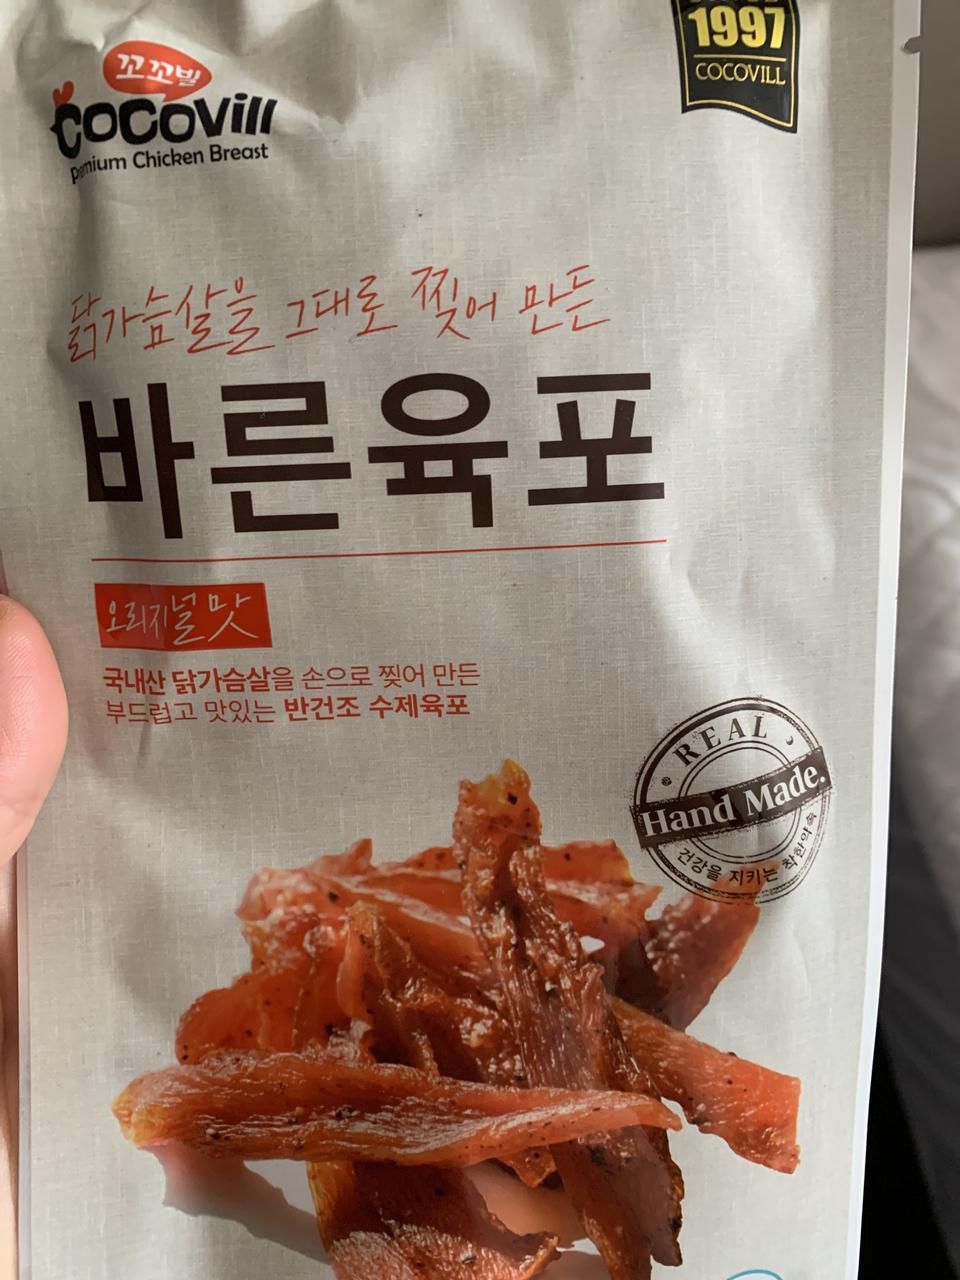 1997
COCOVILL
꼬꼬빌
CoCoVill
Premium Chicken Breast
닭가슴살을 그대로 찢어 만든
바른육포
오리지널 맛
국내산 닭가슴살을 손으로 찢어 만든
부드럽고 맛있는 반건조 수제육포
REAL
Hand Made.
건강을 지키는 착한약속